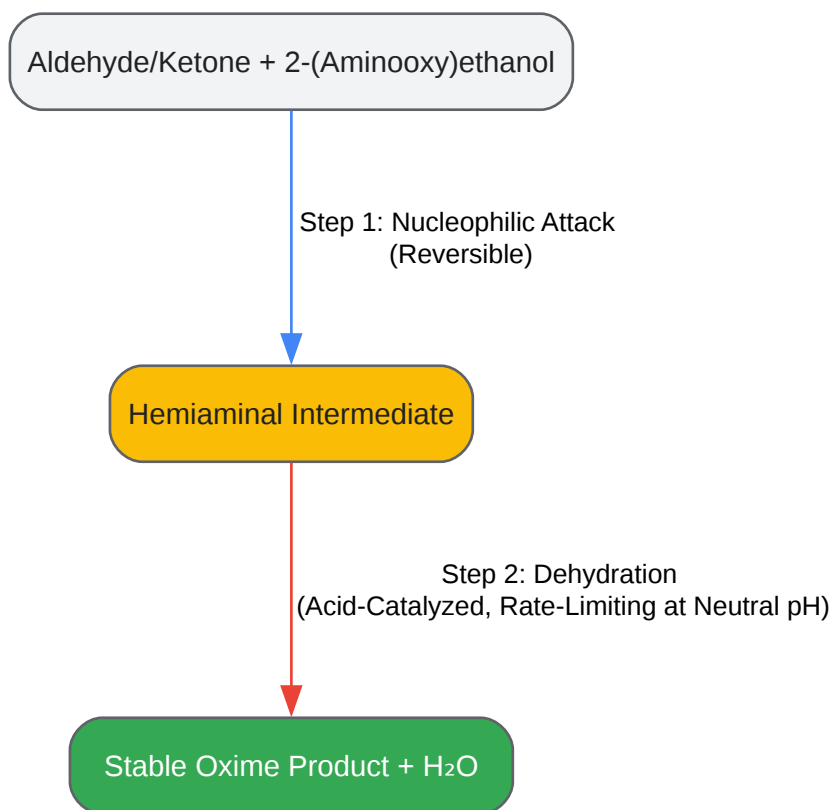 Aldehyde/Ketone + 2-(Aminooxy)ethanol
Step 1: Nucleophilic Attack
(Reversible)
Hemiaminal Intermediate
Step 2: Dehydration
(Acid-Catalyzed, Rate-Limiting at Neutral pH)
Stable Oxime Product + H₂O